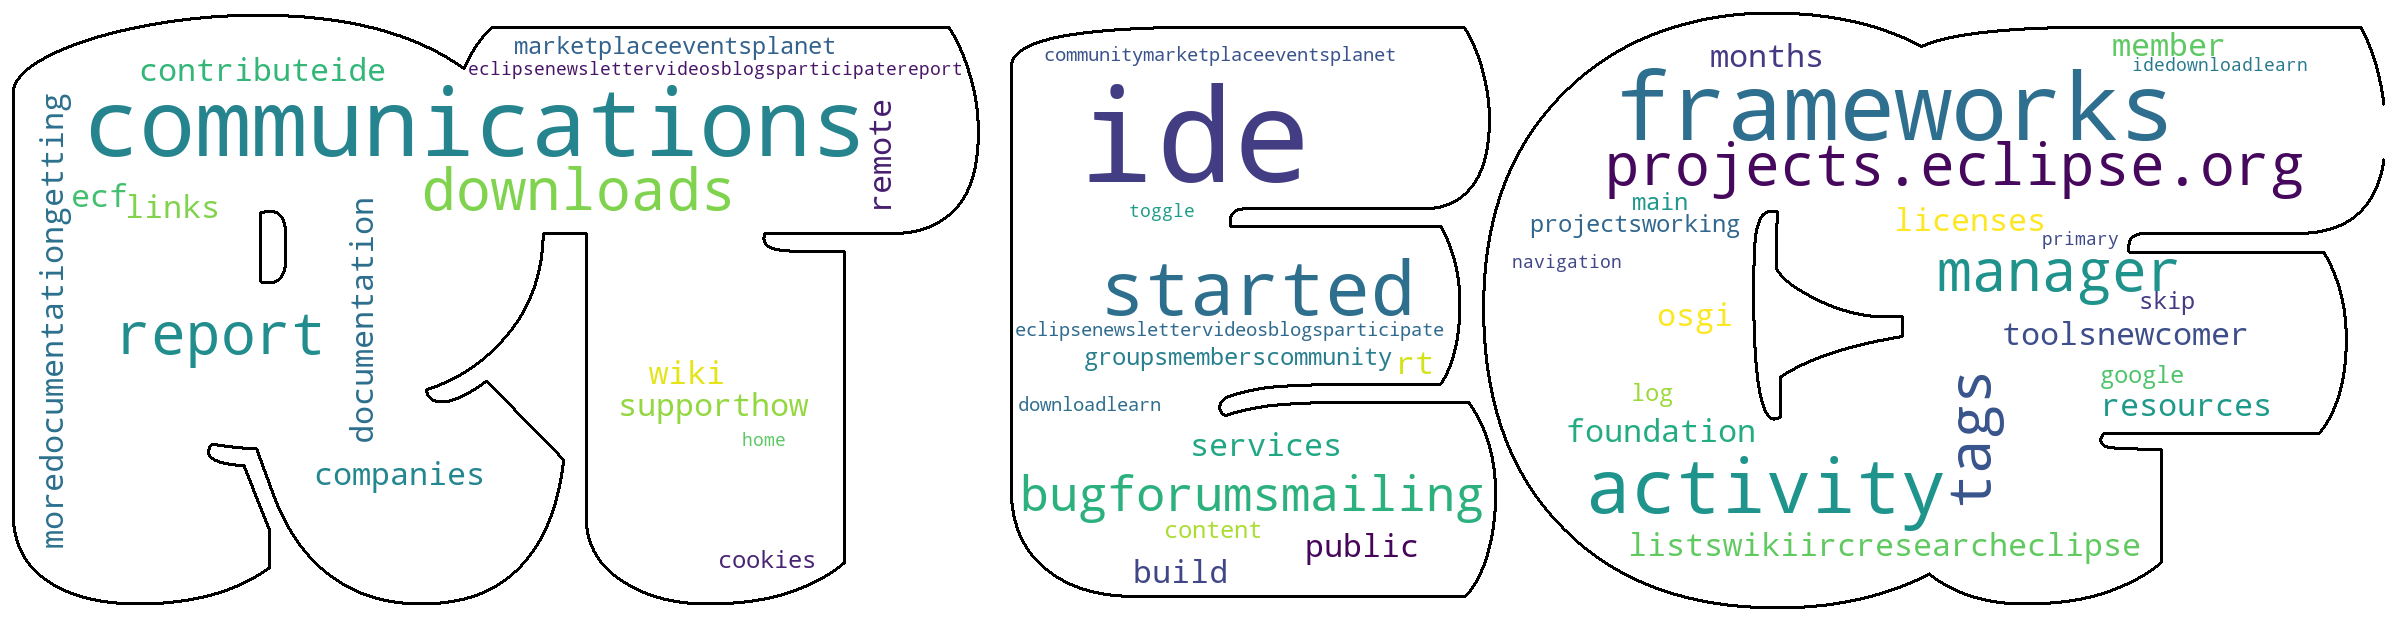 marketplaceeventsplanet
contributeide
eclipsenewslettervideosblogsparticipatereport
communications
remote
moredocumentationgetting
downloads
ecf
links
documentation
report
wiki
supporthow
home
companies
cookies
communitymarketplaceeventsplanet
ide
toggle
started
eclipsenewslettervideosblogsparticipate
groupsmemberscommunity
rt
downloadlearn
services
bugforumsmailing
content
public
build
member
months
idedownloadlearn
frameworks
projects.eclipse.org
main
projectsworking
licenses
primary
navigation
manager
skip
osgi
toolsnewcomer
google
log
resources
tags
foundation
activity
listswikiircresearcheclipse